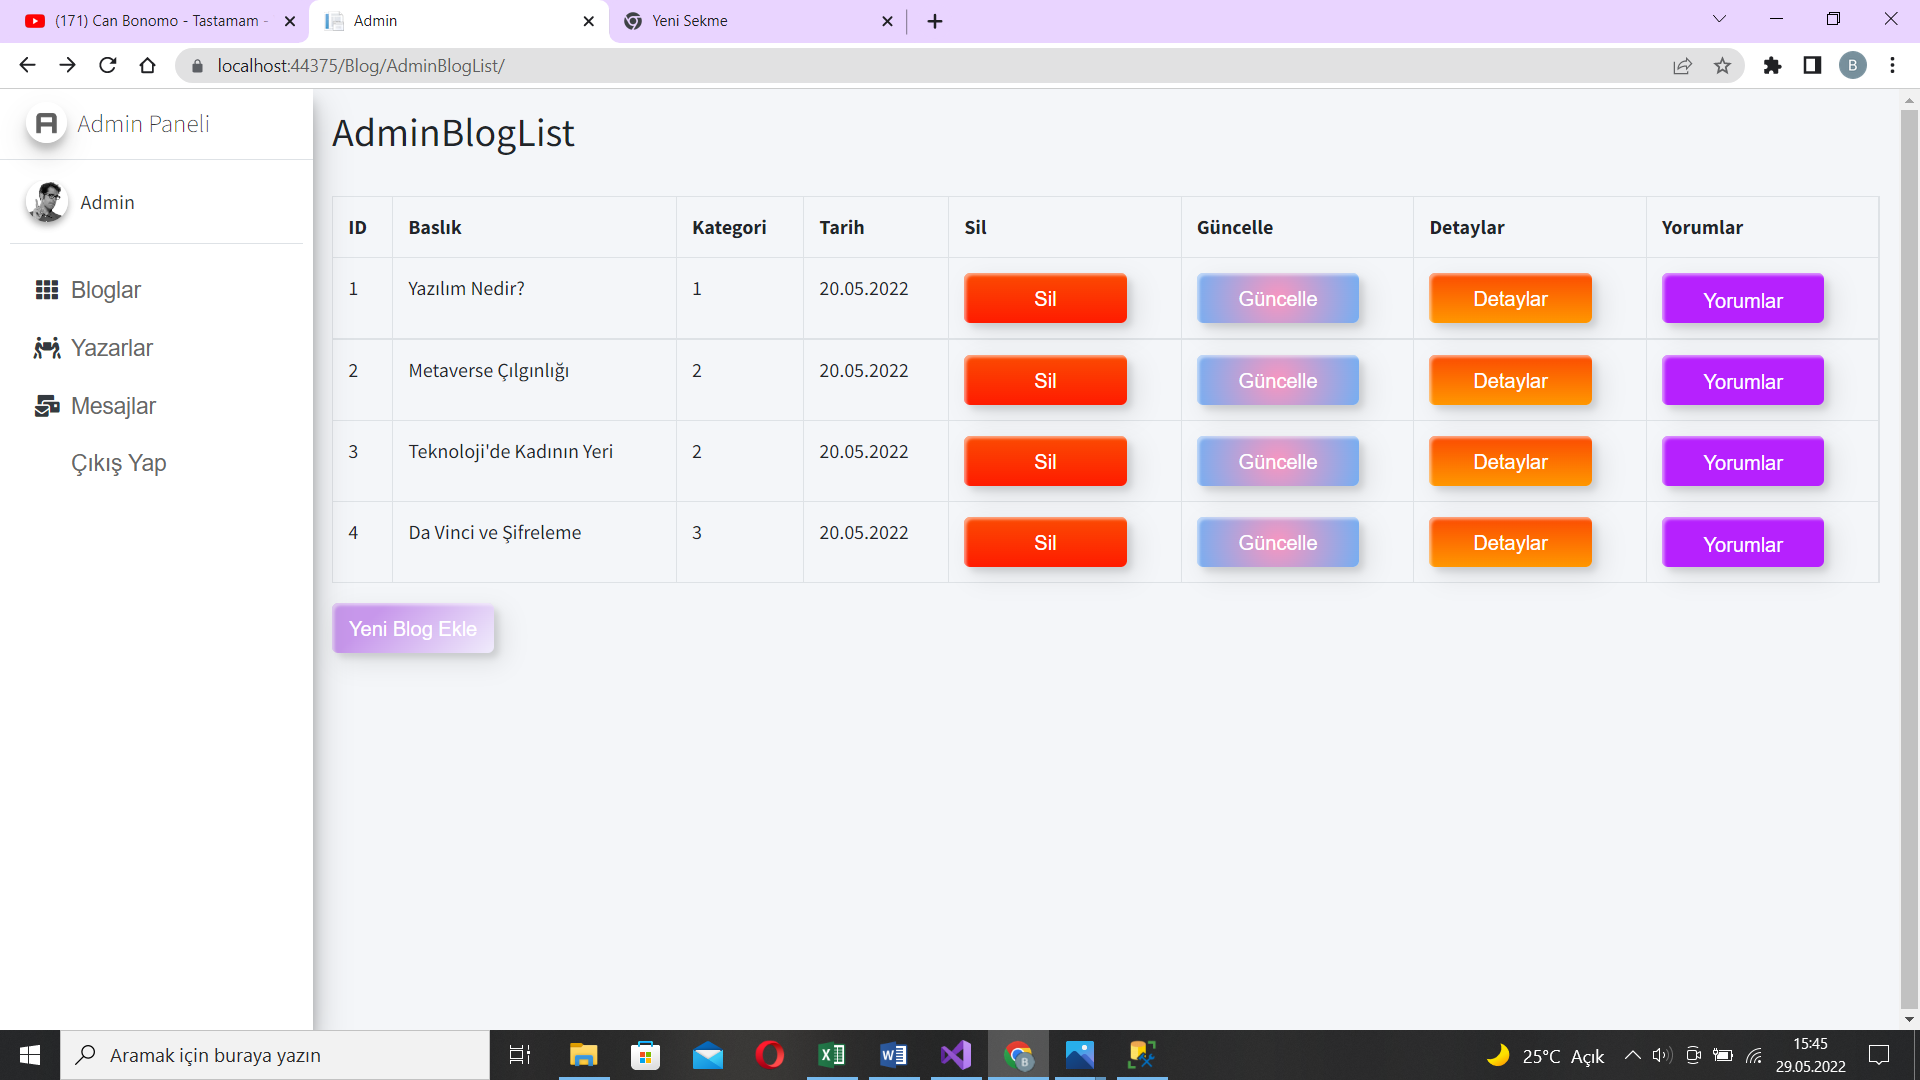 (171) Can Bonomo - Tastamam -
Admin
Yeni Sekme
localhost:44375/Blog/AdminBlogList/
B
A Admin Paneli
Admin
Bloglar
Yazarlar
Mesajlar
Çıkış Yap
AdminBlogList
ID Baslık Kategori Tarih Sil Güncelle Detaylar Yorumlar
1 Yazılım Nedir? 1 20.05.2022 Sil Güncelle Detaylar Yorumlar
2 Metaverse Çılgınlığı 2 20.05.2022 Sil Güncelle Detaylar Yorumlar
3 Teknoloji'de Kadının Yeri 2 20.05.2022 Sil Güncelle Detaylar Yorumlar
4 Da Vinci ve Şifreleme 3 20.05.2022 Sil Güncelle Detaylar Yorumlar
Yeni Blog Ekle
Aramak için buraya yazın
25°C Açık
15:45
29.05.2022